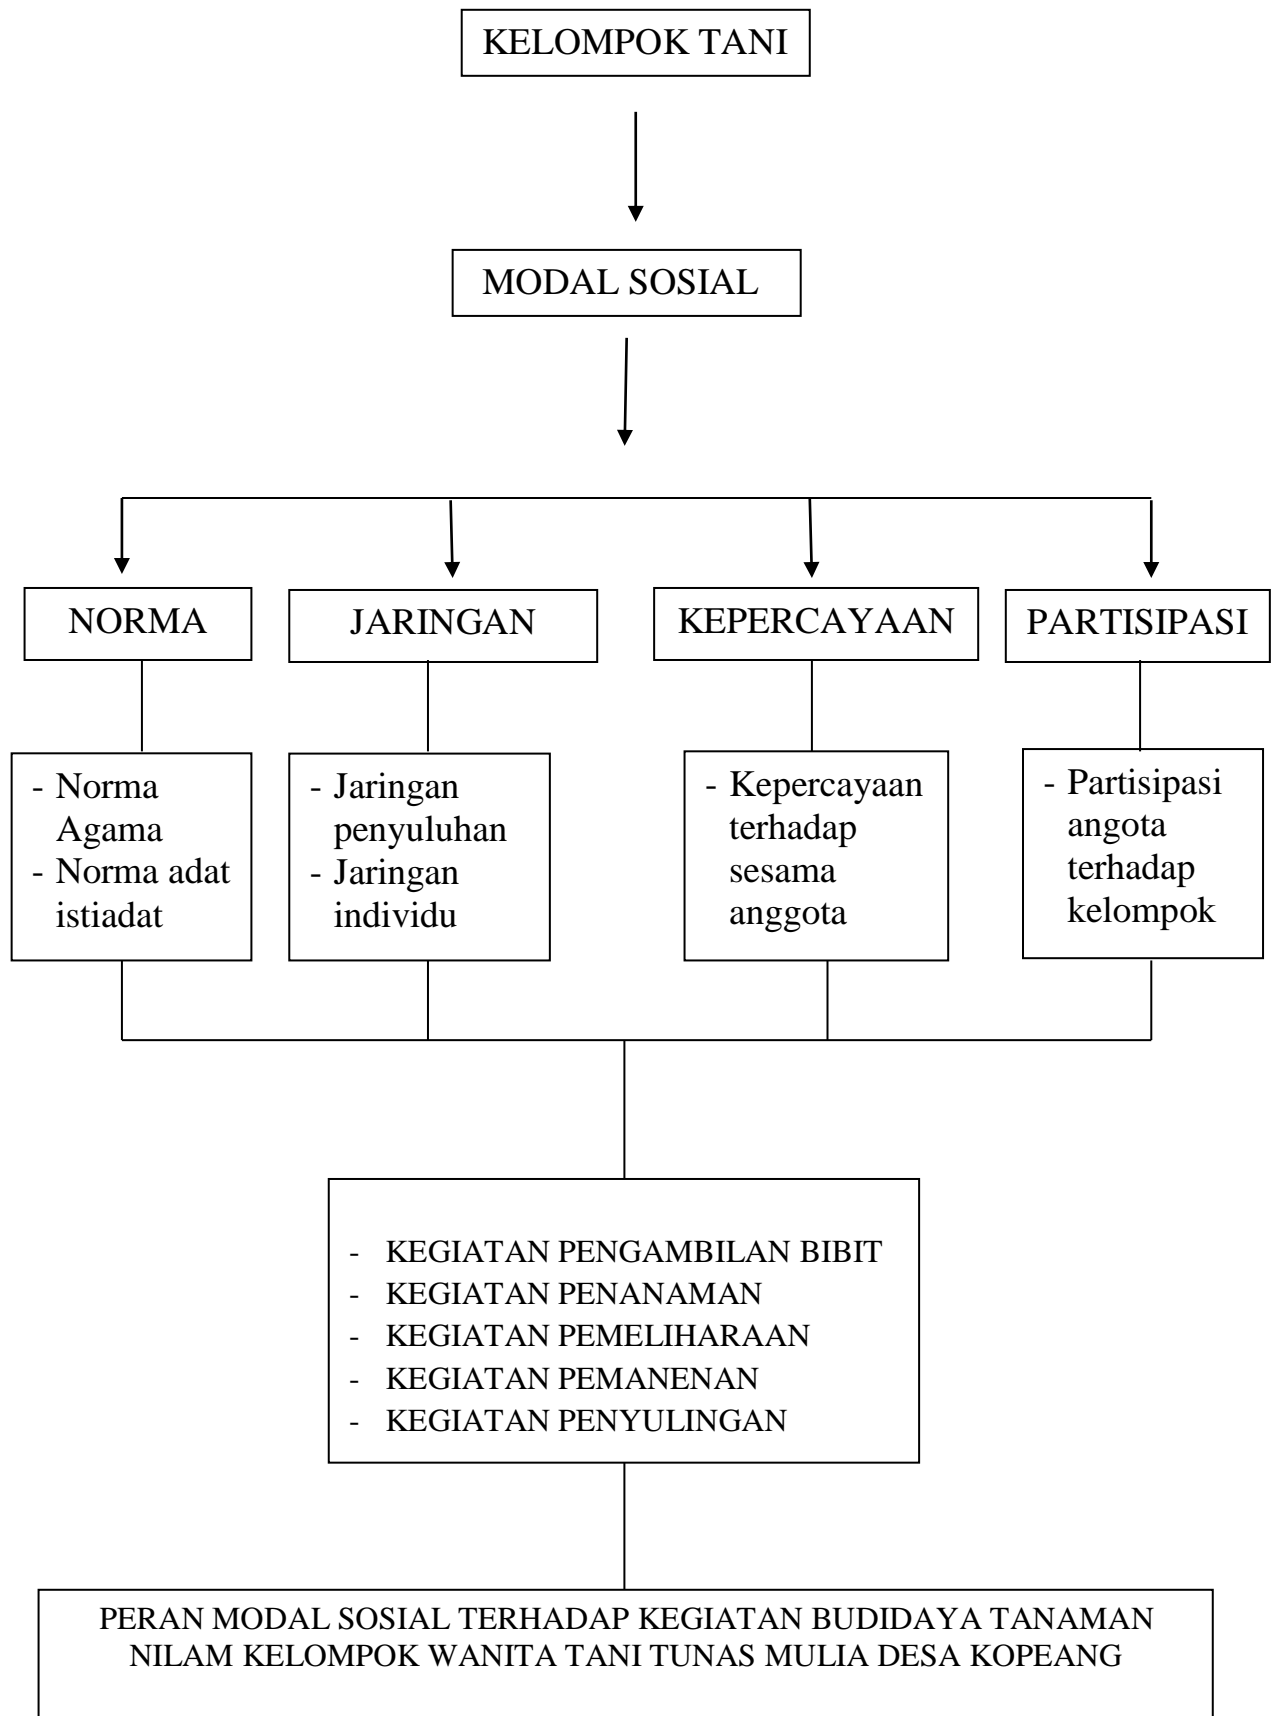 KELOMPOK TANI
MODAL SOSIAL
NORMA
JARINGAN
KEPERCAYAAN
PARTISIPASI
- Norma
Agama
- Norma adat
istiadat
- Jaringan
penyuluhan
- Jaringan
individu
- Kepercayaan
terhadap
sesama
anggota
- Partisipasi
angota
terhadap
kelompok
- KEGIATAN PENGAMBILAN BIBIT
- KEGIATAN PENANAMAN
- KEGIATAN PEMELIHARAAN
- KEGIATAN PEMANENAN
- KEGIATAN PENYULINGAN
PERAN MODAL SOSIAL TERHADAP KEGIATAN BUDIDAYA TANAMAN
NILAM KELOMPOK WANITA TANI TUNAS MULIA DESA KOPEANG